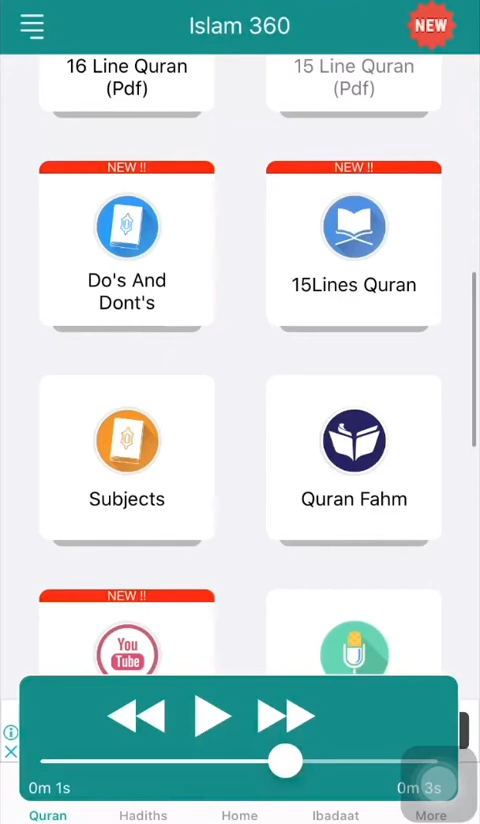 Islam 360
NEW
16 Line Quran
(Pdf)
15 Line Quran
(Pdf)
NEW !!
NEW !!
Do's And
Dont's
15Lines Quran
Subjects
Quran Fahm
NEW !!
You
Tube
0m 1s
0m 3s
Quran
Hadiths
Home
Ibadaat
More